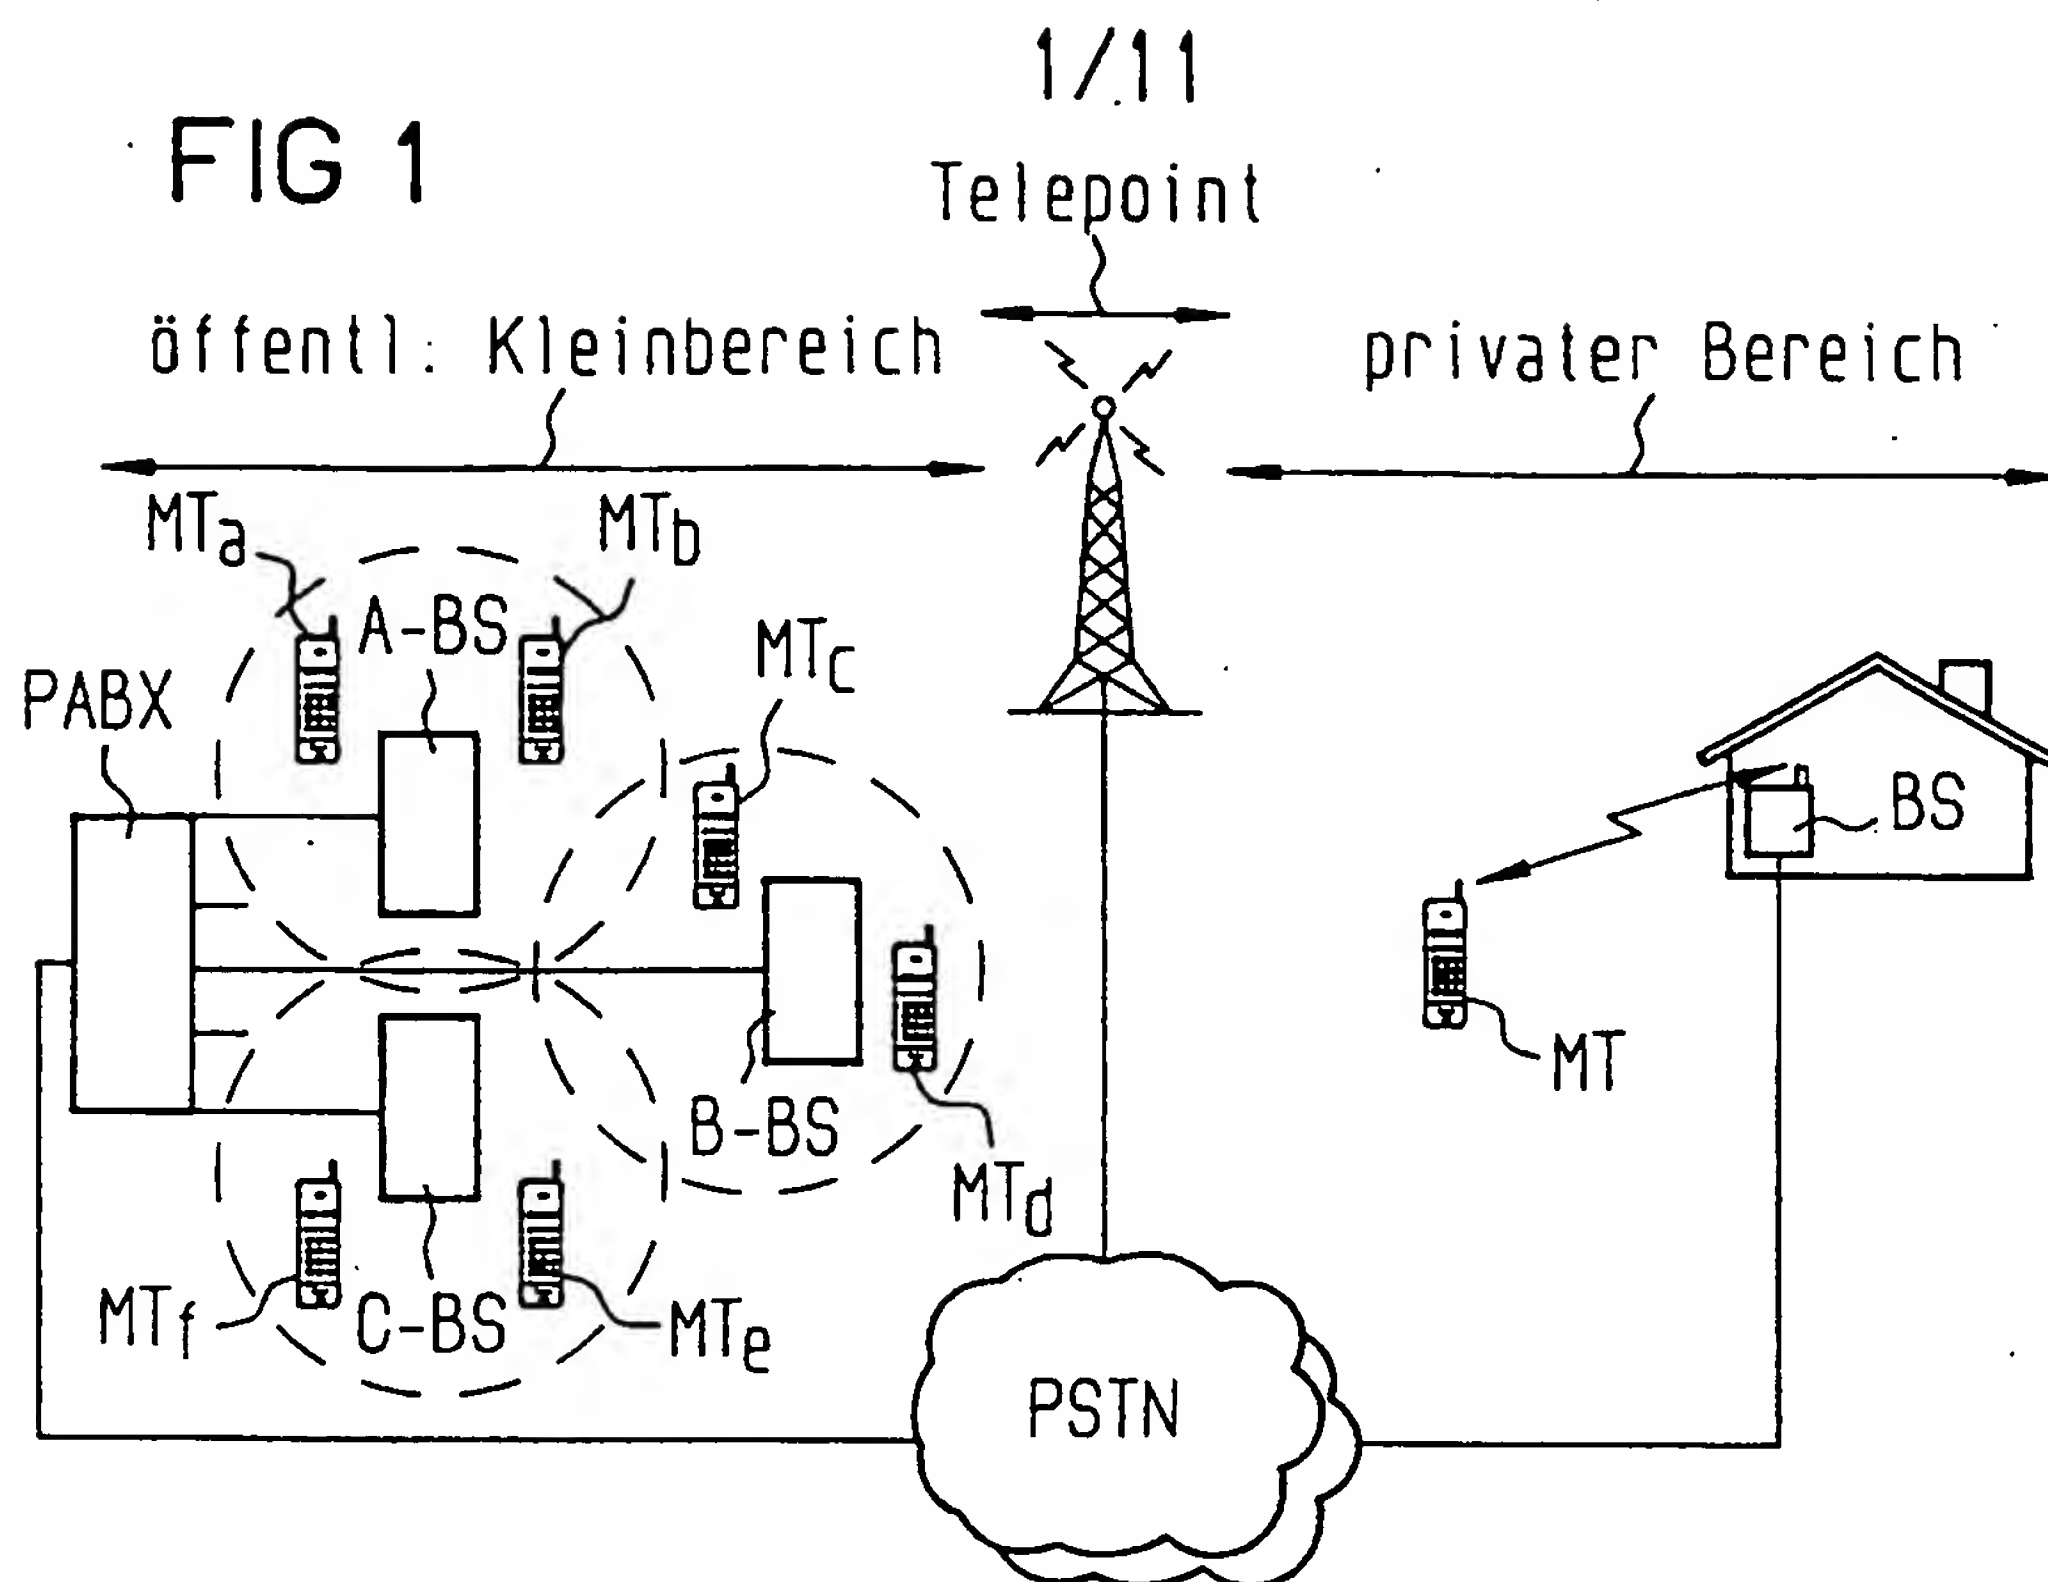 1/11
FIG 1
Telepoint
öffentl. Kleinbereich
privater Bereich
MTa
MTb
A-BS
MTc
PABX
BS
MT
B-BS
MTd
MTf
C-BS
MTe
PSTN